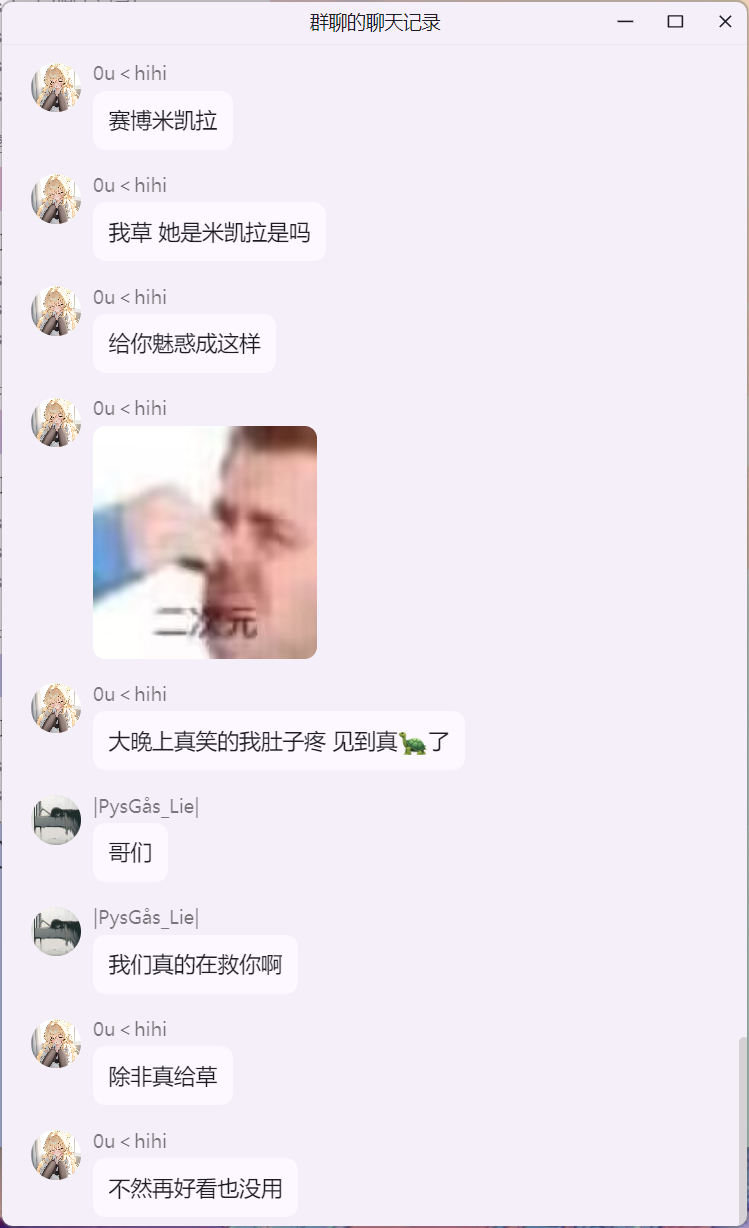 群聊的聊天记录
0u < hihi
赛博米凯拉
0u < hihi
我草 她是米凯拉是吗
0u < hihi
给你魅惑成这样
0u < hihi
二次元
0u < hihi
大晚上真笑的我肚子疼 见到真🐢了
|PysGås_Lie|
哥们
|PysGås_Lie|
我们真的在救你啊
0u < hihi
除非真给草
0u < hihi
不然再好看也没用